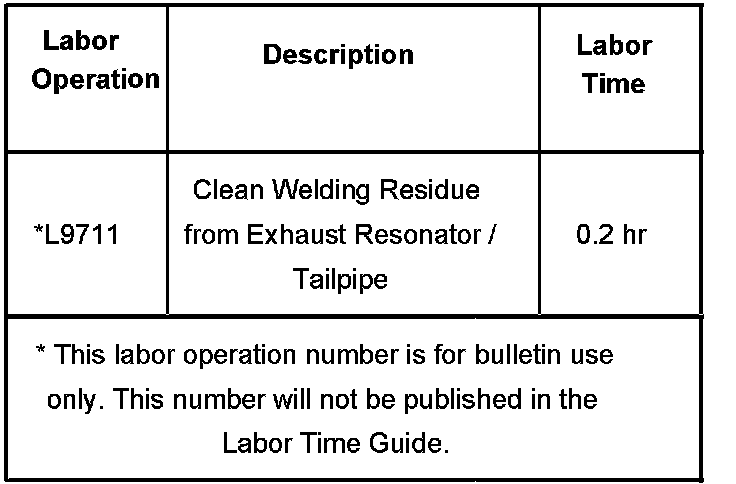 Labor
Operation
Description
Labor
Time
*L9711
Clean Welding Residue
from Exhaust Resonator /
Tailpipe
0.2 hr
* This labor operation number is for bulletin use
only. This number will not be published in the
Labor Time Guide.